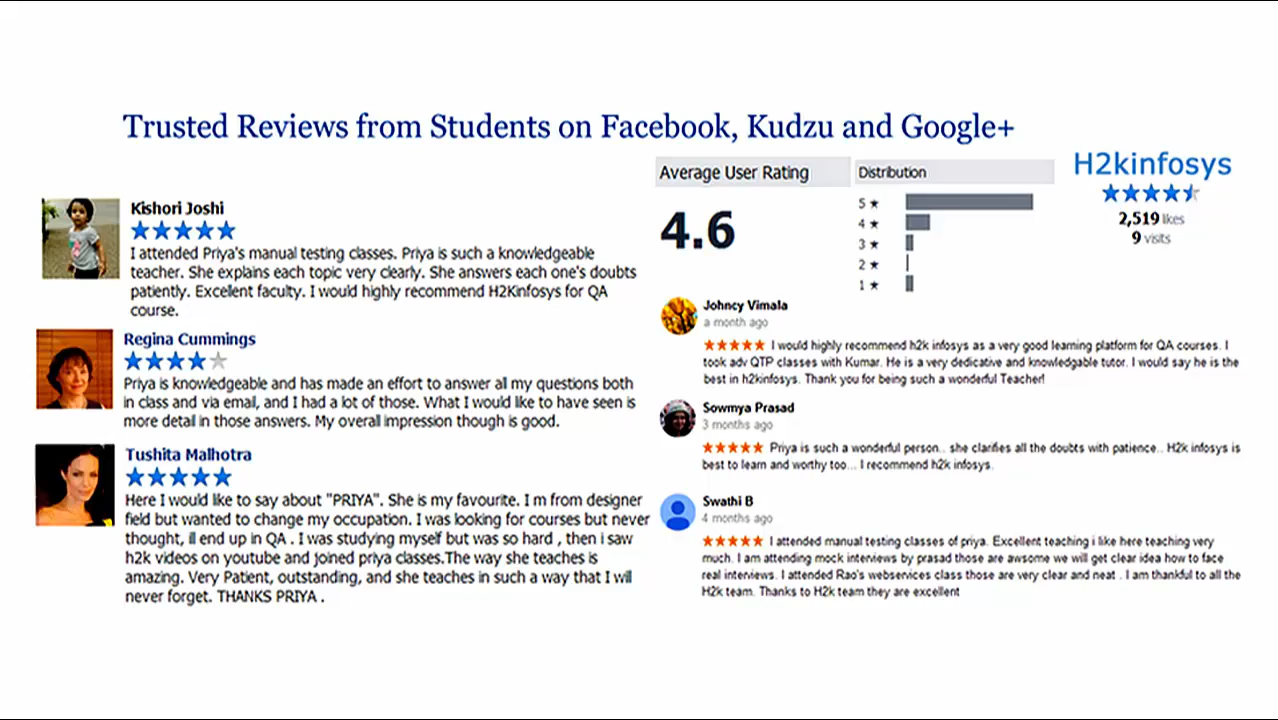 Trusted Reviews from Students on Facebook, Kudzu and Google+
Kishori Joshi
I attended Priya's manual testing classes. Priya is such a knowledgeable
teacher. She explains each topic very clearly. She answers each one's doubts
patiently. Excellent faculty. I would highly recommend H2Kinfosys for QA
course.
Regina Cummings
Priya is knowledgeable and has made an effort to answer all my questions both
in class and via email, and I had a lot of those. What I would like to have seen is
more detail in those answers. My overall impression though is good.
Tushita Malhotra
Here I would like to say about "PRIYA". She is my favourite. I m from designer
field but wanted to change my occupation. I was looking for courses but never
thought, ill end up in QA . I was studying myself but was so hard , then i saw
h2k videos on youtube and joined priya classes.The way she teaches is
amazing. Very Patient, outstanding, and she teaches in such a way that I will
never forget. THANKS PRIYA .
Average User Rating
4.6
Distribution
5 ★
4 ★
3 ★
2 ★
1 ★
H2kinfosys
2,519 likes
9 visits
Johncy Vimala
a month ago
★★★★★ I would highly recommend h2k infosys as a very good learning platform for QA courses. I
took adv QTP classes with Kumar. He is a very dedicative and knowledgable tutor. I would say he is the
best in h2kinfosys. Thank you for being such a wonderful Teacher!
Sowmya Prasad
3 months ago
★★★★★ Priya is such a wonderful person.. she clarifies all the doubts with patience.. H2k infosys is
best to learn and worthy too... I recommend h2k infosys.
Swathi B
4 months ago
★★★★★ I attended manual testing classes of priya. Excellent teaching i like here teaching very
much. I am attending mock interviews by prasad those are awsome we will get clear idea how to face
real interviews. I attended Rao's webservices class those are very clear and neat . I am thankful to all the
H2k team. Thanks to H2k team they are excellent